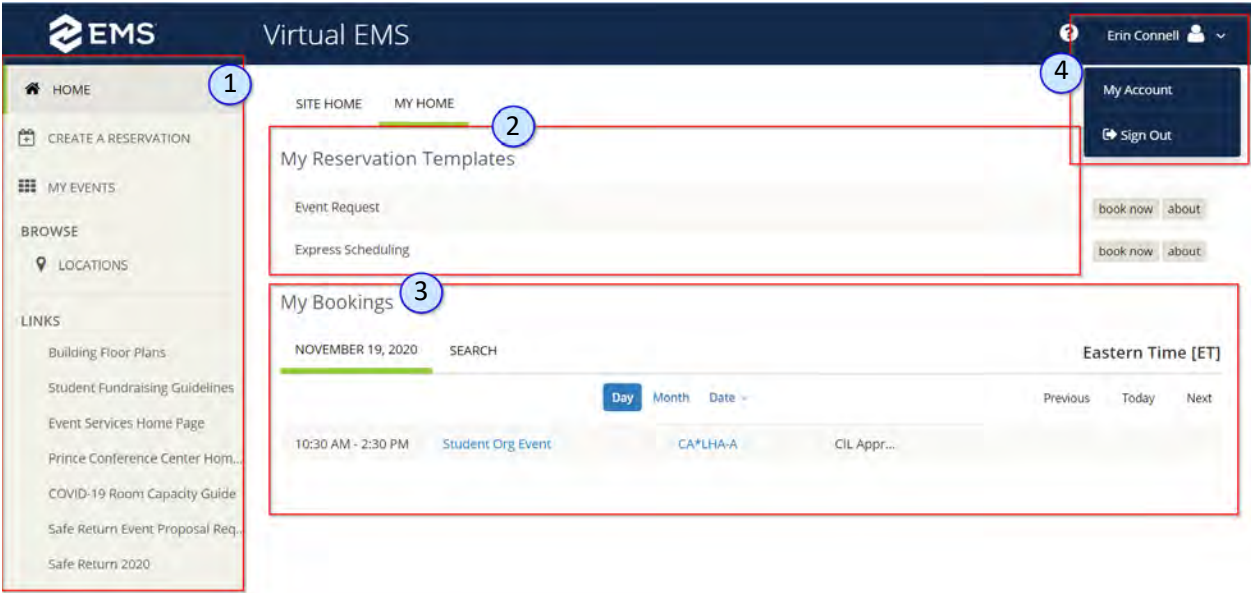 EMS
Virtual EMS
?
Erin Connell
1
HOME
CREATE A RESERVATION
MY EVENTS
BROWSE
LOCATIONS
LINKS
Building Floor Plans
Student Fundraising Guidelines
Event Services Home Page
Prince Conference Center Hom...
COVID-19 Room Capacity Guide
Safe Return Event Proposal Req...
Safe Return 2020
4
My Account
Sign Out
SITE HOME MY HOME
2
My Reservation Templates
Event Request book now about
Express Scheduling book now about
3
My Bookings
NOVEMBER 19, 2020 SEARCH Eastern Time [ET]
Day Month Date Previous Today Next
10:30 AM - 2:30 PM Student Org Event CA*LHA-A CIL Appr...